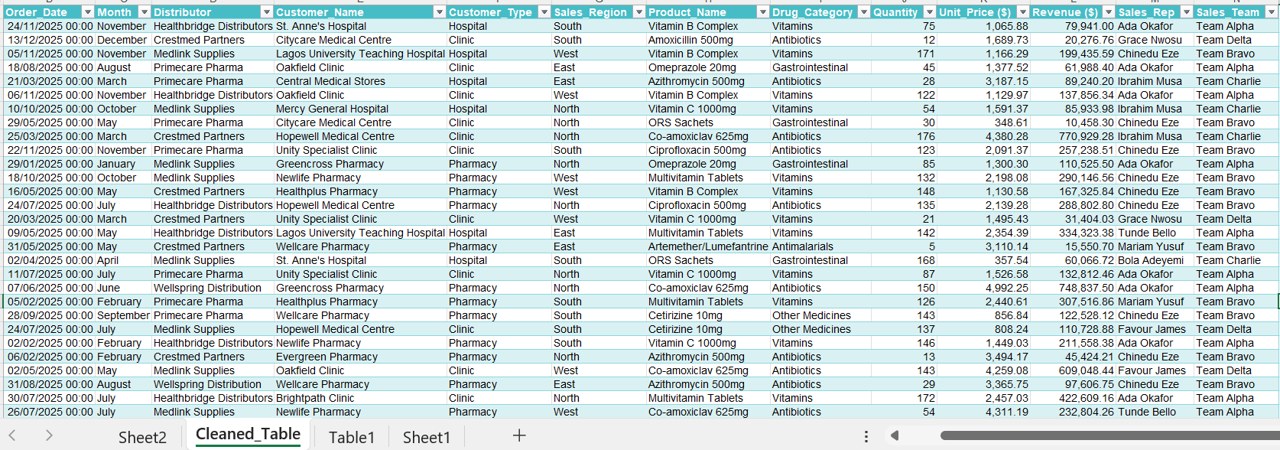 Order_Date Month Distributor Customer_Name Customer_Type Sales_Region Product_Name Drug_Category Quantity Unit_Price ($) Revenue ($) Sales_Rep Sales_Team
24/11/2025 00:00 November Healthbridge Distributors St. Anne's Hospital Hospital South Vitamin B Complex Vitamins 75 1,065.88 79,941.00 Ada Okafor Team Alpha
13/12/2025 00:00 December Crestmed Partners Citycare Medical Centre Clinic South Amoxicillin 500mg Antibiotics 12 1,689.73 20,276.76 Grace Nwosu Team Delta
05/11/2025 00:00 November Medlink Supplies Lagos University Teaching Hospital Hospital West Vitamin B Complex Vitamins 171 1,166.29 199,435.59 Chinedu Eze Team Bravo
18/08/2025 00:00 August Primecare Pharma Oakfield Clinic Clinic East Omeprazole 20mg Gastrointestinal 45 1,377.52 61,988.40 Ada Okafor Team Alpha
21/03/2025 00:00 March Primecare Pharma Central Medical Stores Hospital East Azithromycin 500mg Antibiotics 28 3,187.15 89,240.20 Ibrahim Musa Team Charlie
06/11/2025 00:00 November Healthbridge Distributors Oakfield Clinic Clinic West Vitamin B Complex Vitamins 122 1,129.97 137,856.34 Ada Okafor Team Alpha
10/10/2025 00:00 October Medlink Supplies Mercy General Hospital Hospital North Vitamin C 1000mg Vitamins 54 1,591.37 85,933.98 Ibrahim Musa Team Charlie
29/05/2025 00:00 May Primecare Pharma Citycare Medical Centre Clinic North ORS Sachets Gastrointestinal 30 348.61 10,458.30 Chinedu Eze Team Bravo
25/03/2025 00:00 March Crestmed Partners Hopewell Medical Centre Clinic North Co-amoxiclav 625mg Antibiotics 176 4,380.28 770,929.28 Ibrahim Musa Team Charlie
22/11/2025 00:00 November Primecare Pharma Unity Specialist Clinic Clinic South Ciprofloxacin 500mg Antibiotics 123 2,091.37 257,238.51 Chinedu Eze Team Bravo
29/01/2025 00:00 January Medlink Supplies Greencross Pharmacy Pharmacy North Omeprazole 20mg Gastrointestinal 85 1,300.30 110,525.50 Ada Okafor Team Alpha
18/10/2025 00:00 October Medlink Supplies Newlife Pharmacy Pharmacy West Multivitamin Tablets Vitamins 132 2,198.08 290,146.56 Chinedu Eze Team Bravo
16/05/2025 00:00 May Crestmed Partners Healthplus Pharmacy Pharmacy West Vitamin B Complex Vitamins 148 1,130.58 167,325.84 Chinedu Eze Team Bravo
24/07/2025 00:00 July Healthbridge Distributors Healthplus Pharmacy Pharmacy North Ciprofloxacin 500mg Antibiotics 135 2,139.28 288,802.80 Chinedu Eze Team Bravo
20/03/2025 00:00 March Crestmed Partners Unity Specialist Clinic Clinic West Vitamin C 1000mg Vitamins 21 1,495.43 31,404.03 Grace Nwosu Team Delta
09/05/2025 00:00 May Healthbridge Distributors Lagos University Teaching Hospital Hospital East Multivitamin Tablets Vitamins 142 2,354.39 334,323.38 Tunde Bello Team Alpha
31/05/2025 00:00 May Crestmed Partners Wellcare Pharmacy Pharmacy East Artemether/Lumefantrine Antimalarials 5 3,110.14 15,550.70 Mariam Yusuf Team Bravo
02/04/2025 00:00 April Medlink Supplies St. Anne's Hospital Hospital South ORS Sachets Gastrointestinal 168 357.54 60,066.72 Bola Adeyemi Team Charlie
11/07/2025 00:00 July Primecare Pharma Unity Specialist Clinic Clinic North Vitamin C 1000mg Vitamins 87 1,526.58 132,812.46 Ada Okafor Team Alpha
07/06/2025 00:00 June Wellspring Distribution Greencross Pharmacy Pharmacy North Co-amoxiclav 625mg Antibiotics 150 4,992.25 748,837.50 Ada Okafor Team Alpha
05/02/2025 00:00 February Primecare Pharma Healthplus Pharmacy Pharmacy South Multivitamin Tablets Vitamins 126 2,440.61 307,516.86 Mariam Yusuf Team Bravo
28/09/2025 00:00 September Primecare Pharma Wellcare Pharmacy Pharmacy South Cetirizine 10mg Other Medicines 143 856.84 122,528.12 Chinedu Eze Team Bravo
24/07/2025 00:00 July Medlink Supplies Hopewell Medical Centre Clinic South Cetirizine 10mg Other Medicines 137 808.24 110,728.88 Favour James Team Delta
02/02/2025 00:00 February Healthbridge Distributors Newlife Pharmacy Pharmacy South Vitamin C 1000mg Vitamins 146 1,449.03 211,558.38 Ada Okafor Team Alpha
06/02/2025 00:00 February Crestmed Partners Evergreen Pharmacy Pharmacy North Azithromycin 500mg Antibiotics 13 3,494.17 45,424.21 Chinedu Eze Team Bravo
02/05/2025 00:00 May Medlink Supplies Oakfield Clinic Clinic West Co-amoxiclav 625mg Antibiotics 143 4,259.08 609,048.44 Favour James Team Delta
31/08/2025 00:00 August Wellspring Distribution Wellcare Pharmacy Pharmacy East Azithromycin 500mg Antibiotics 29 3,365.75 97,606.75 Chinedu Eze Team Bravo
30/07/2025 00:00 July Healthbridge Distributors Brightpath Clinic Clinic North Multivitamin Tablets Vitamins 172 2,457.03 422,609.16 Ada Okafor Team Alpha
26/07/2025 00:00 July Medlink Supplies Newlife Pharmacy Pharmacy West Co-amoxiclav 625mg Antibiotics 54 4,311.19 232,804.26 Tunde Bello Team Alpha
Sheet2 Cleaned_Table Table1 Sheet1